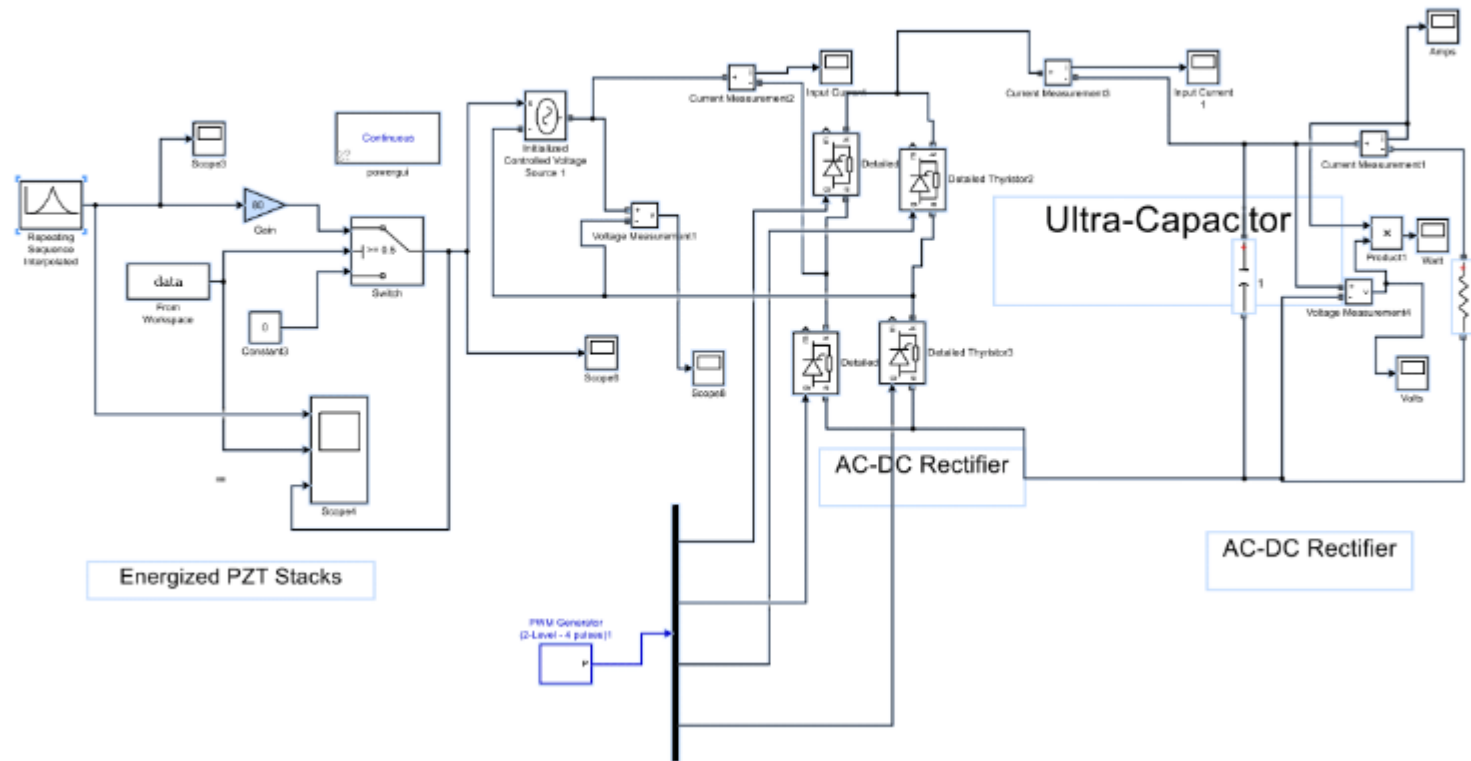 Amps
Input Current
Current Measurement2
Current Measurement3
Input Current
1
Continuous
powergui
Scope3
Initialized
Controlled Voltage
Source 1
Detailed
Detailed Thyristor2
Current Measurement1
Repeating
Sequence
Interpolated
80
Gain
Voltage Measurement1
Ultra-Capacitor
Product1
Watt
>= 0.5
Switch
data
From
Workspace
1
0
Constant3
Voltage Measurement4
Scope8
Detailed
Detailed Thyristor3
Volts
AC-DC Rectifier
Scope4
AC-DC Rectifier
Energized PZT Stacks
PWM Generator
(2-Level - 4 pulses)1
P